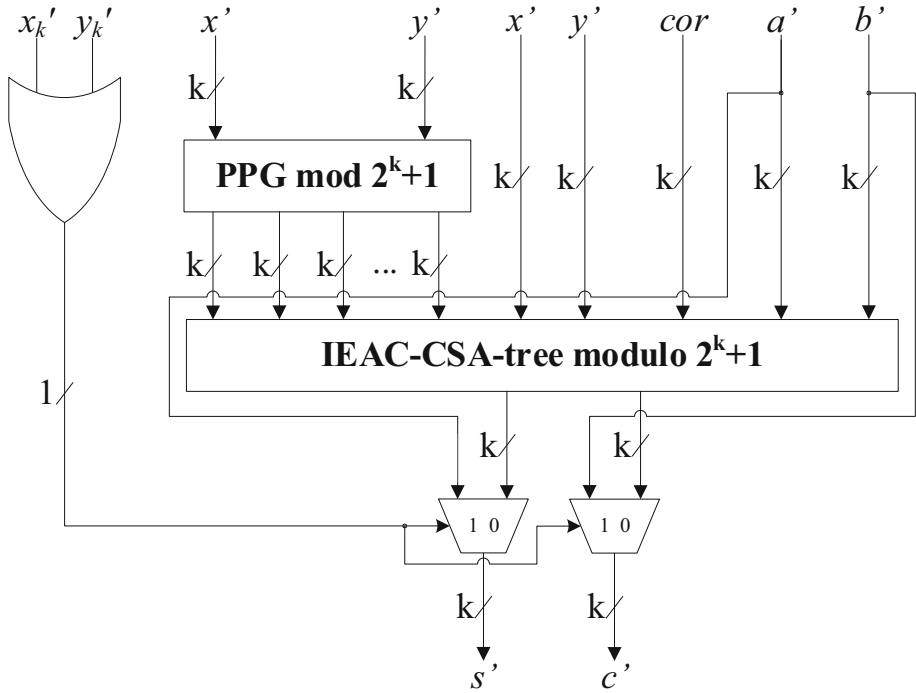 xₖ' yₖ' x’ y’ x’ y’ cor a’ b’
k k
PPG mod 2ᵏ+1 k k k k k
k k k ... k
IEAC-CSA-tree modulo 2ᵏ+1
1
k k
1 0 1 0
k k
s’ c’